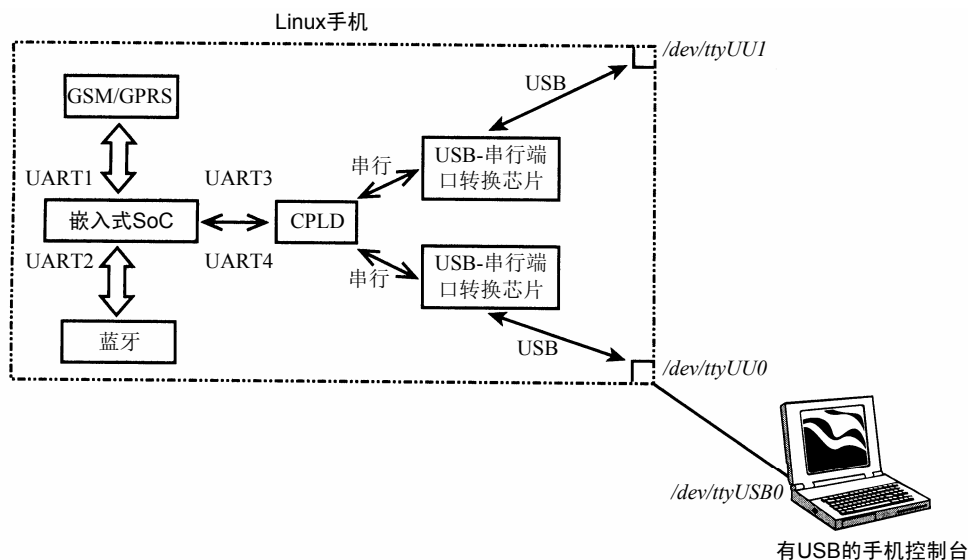 Linux手机
/dev/ttyUU1
USB
GSM/GPRS
USB-串行端
口转换芯片
串行
UART1
UART3
嵌入式SoC
CPLD
UART2
UART4
串行
USB-串行端
口转换芯片
蓝牙
USB
/dev/ttyUU0
/dev/ttyUSB0
有USB的手机控制台